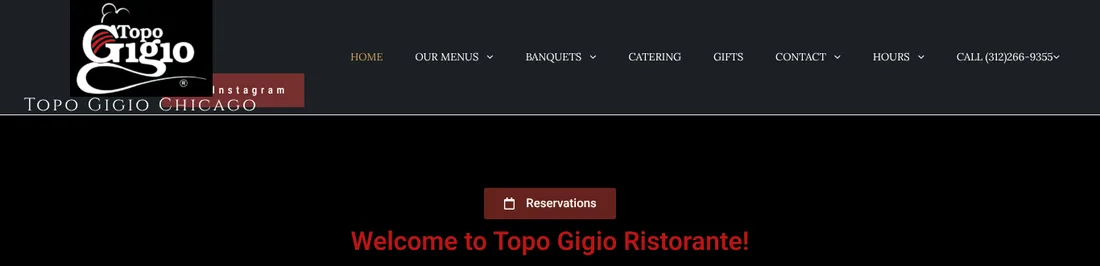 Topo
Gigio
®
Instagram
TOPO GIGIO CHICAGO
HOME OUR MENUS BANQUETS CATERING GIFTS CONTACT HOURS CALL (312)266-9355
Reservations
Welcome to Topo Gigio Ristorante!